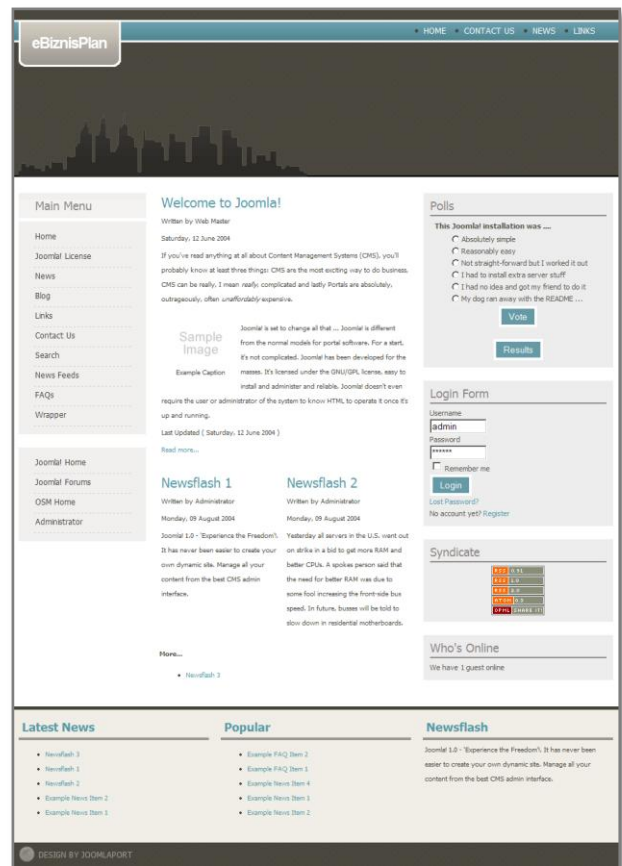 eBiznisPlan
HOME CONTACT US NEWS LINKS
Main Menu
Home
Joomla! License
News
Blog
Links
Contact Us
Search
News Feeds
FAQs
Wrapper
Joomla! Home
Joomla! Forums
OSM Home
Administrator
Welcome to Joomla!
Written by Web Master
Saturday, 12 June 2004
If you've read anything at all about Content Management Systems (CMS), you'll
probably know at least three things: CMS are the most exciting way to do business,
CMS can be really, I mean really, complicated and lastly Portals are absolutely,
outrageously, often unaffordably expensive.
Sample
Image
Example Caption
Joomla! is set to change all that ... Joomla! is different
from the normal models for portal software. For a start,
it's not complicated. Joomla! has been developed for the
masses. It's licensed under the GNU/GPL license, easy to
install and administer and reliable. Joomla! doesn't even
require the user or administrator of the system to know HTML to operate it once it's
up and running.
Last Updated ( Saturday, 12 June 2004 )
Read more...
Newsflash 1
Written by Administrator
Monday, 09 August 2004
Joomla! 1.0 - 'Experience the Freedom'!.
It has never been easier to create your
own dynamic site. Manage all your
content from the best CMS admin
interface.
Newsflash 2
Written by Administrator
Monday, 09 August 2004
Yesterday all servers in the U.S. went out
on strike in a bid to get more RAM and
better CPUs. A spokes person said that
the need for better RAM was due to
some fool increasing the front-side bus
speed. In future, busses will be told to
slow down in residential motherboards.
More...
Newsflash 3
Polls
This Joomla! installation was ....
Absolutely simple
Reasonably easy
Not straight-forward but I worked it out
I had to install extra server stuff
I had no idea and got my friend to do it
My dog ran away with the README ...
Vote
Results
Login Form
Username
admin
Password
******
Remember me
Login
Lost Password?
No account yet? Register
Syndicate
RSS 0.91
RSS 1.0
RSS 2.0
ATOM 0.3
OPML SHARE IT!
Who's Online
We have 1 guest online
Latest News
Newsflash 3
Newsflash 1
Newsflash 2
Example News Item 2
Example News Item 1
Popular
Example FAQ Item 2
Example FAQ Item 1
Example News Item 4
Example News Item 1
Example News Item 2
Newsflash
Joomla! 1.0 - 'Experience the Freedom'!. It has never been
easier to create your own dynamic site. Manage all your
content from the best CMS admin interface.
DESIGN BY JOOMLAPORT